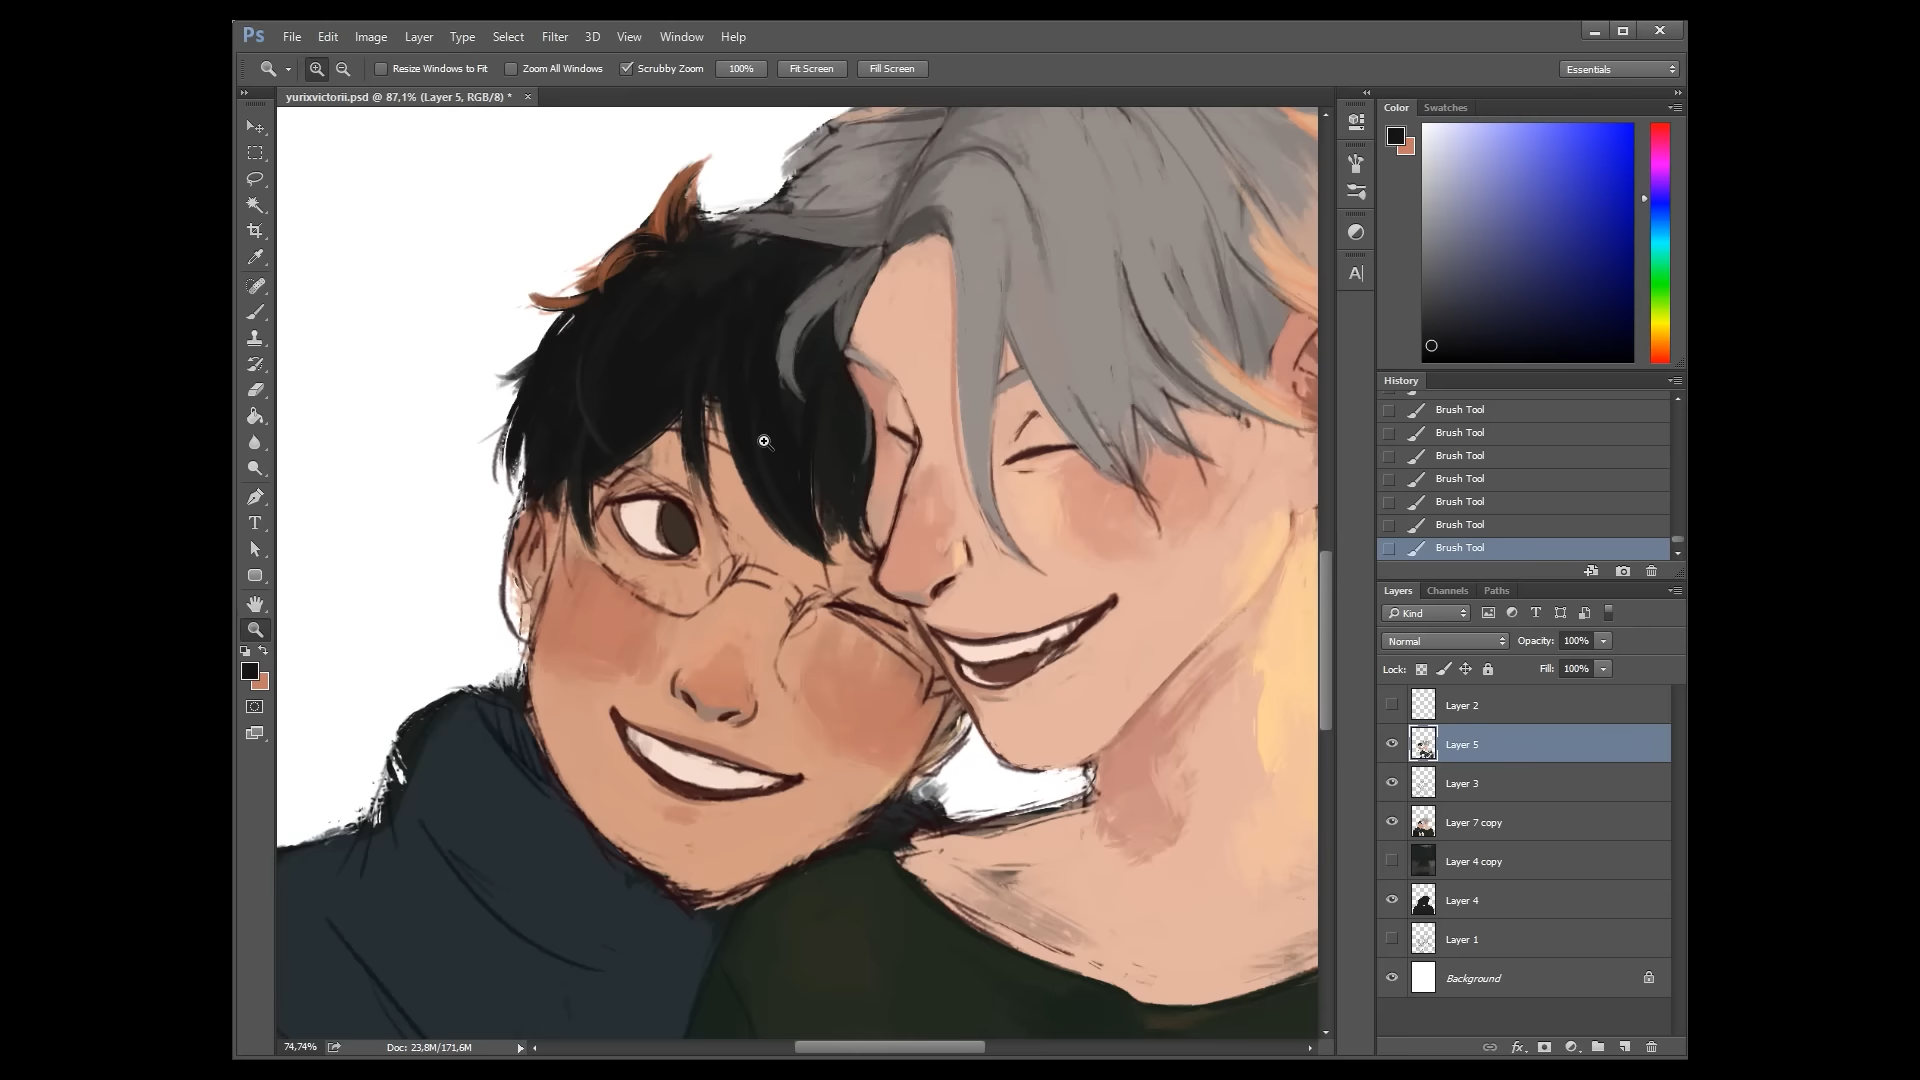 Ps File Edit Image Layer Type Select Filter 3D View Window Help
Resize Windows to Fit Zoom All Windows Scrubby Zoom 100% Fit Screen Fill Screen Essentials
yurixvictorii.psd @ 87,1% (Layer 5, RGB/8) * ×
Color Swatches
History
Brush Tool
Brush Tool
Brush Tool
Brush Tool
Brush Tool
Brush Tool
Brush Tool
Layers Channels Paths
Kind
Normal Opacity: 100%
Lock: Fill: 100%
Layer 2
Layer 5
Layer 3
Layer 7 copy
Layer 4 copy
Layer 4
Layer 1
Background
74,74% Doc: 23,8M/171,6M